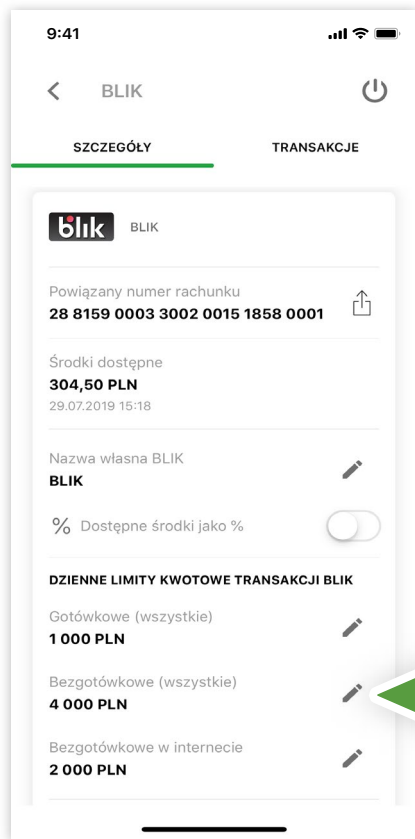 9:41
BLIK
SZCZEGÓŁY TRANSAKCJE
blik BLIK
Powiązany numer rachunku
28 8159 0003 3002 0015 1858 0001
Środki dostępne
304,50 PLN
29.07.2019 15:18
Nazwa własna BLIK
BLIK
% Dostępne środki jako %
DZIENNE LIMITY KWOTOWE TRANSAKCJI BLIK
Gotówkowe (wszystkie)
1 000 PLN
Bezgotówkowe (wszystkie)
4 000 PLN
Bezgotówkowe w internecie
2 000 PLN